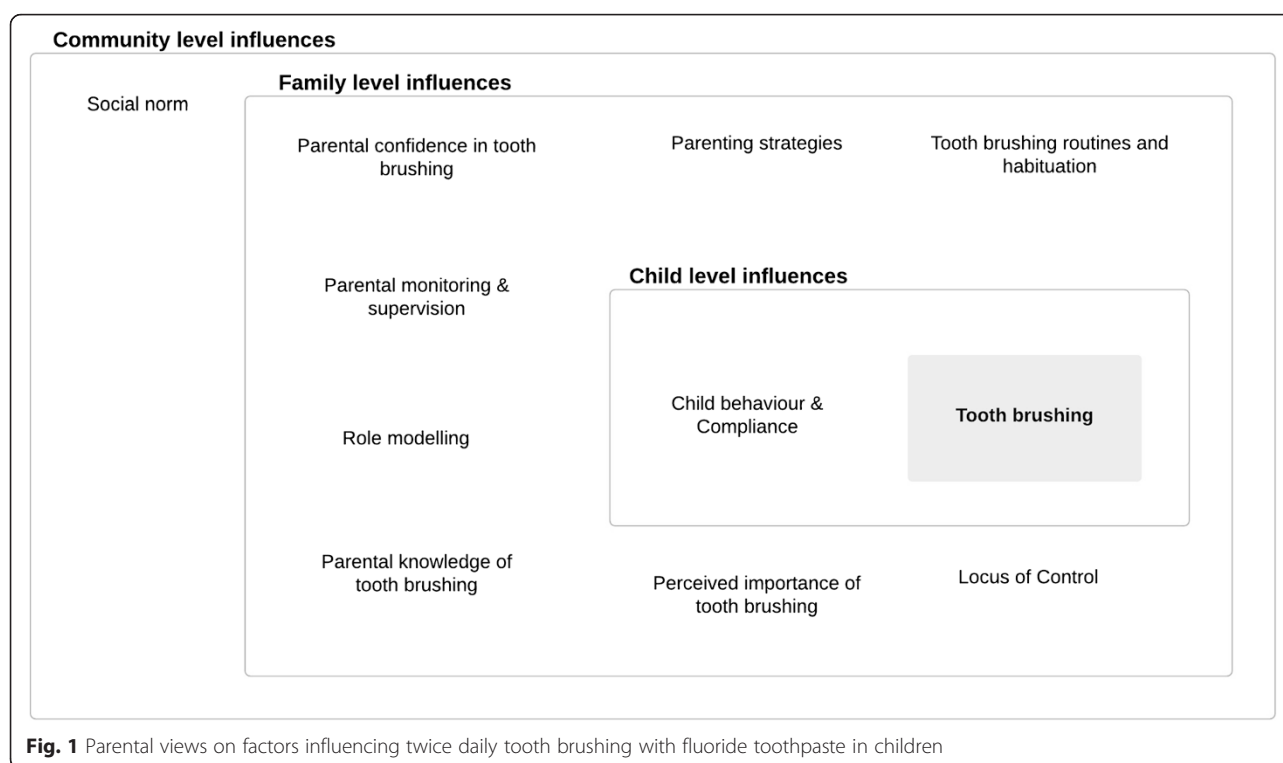 Community level influences
Social norm
Family level influences
Parental confidence in tooth
brushing
Parenting strategies
Tooth brushing routines and
habituation
Parental monitoring &
supervision
Child level influences
Child behaviour &
Compliance
Tooth brushing
Role modelling
Parental knowledge of
tooth brushing
Perceived importance of
tooth brushing
Locus of Control
Fig. 1 Parental views on factors influencing twice daily tooth brushing with fluoride toothpaste in children